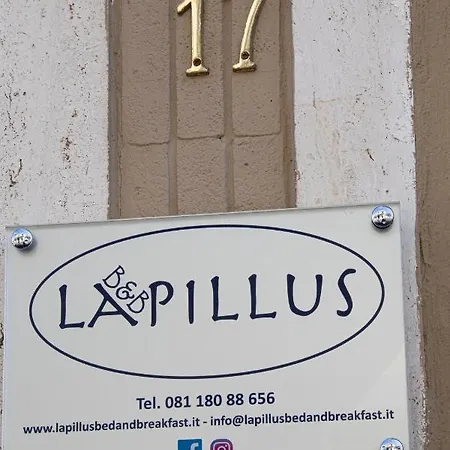 17
B&B
LAPILLUS
Tel. 081 180 88 656
www.lapillusbedandbreakfast.it - info@lapillusbedandbreakfast.it